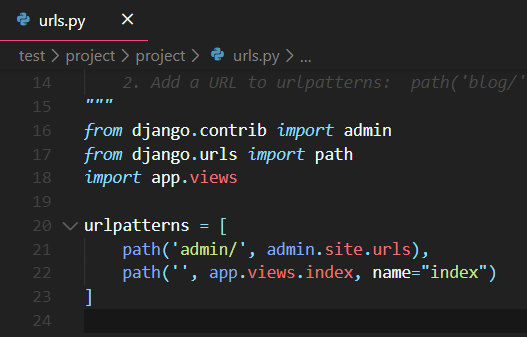 urls.py ×
test > project > project > urls.py > ...
14 2. Add a URL to urlpatterns:  path('blog/'
15 """
16 from django.contrib import admin
17 from django.urls import path
18 import app.views
19
20 urlpatterns = [
21     path('admin/', admin.site.urls),
22     path('', app.views.index, name="index")
23 ]
24